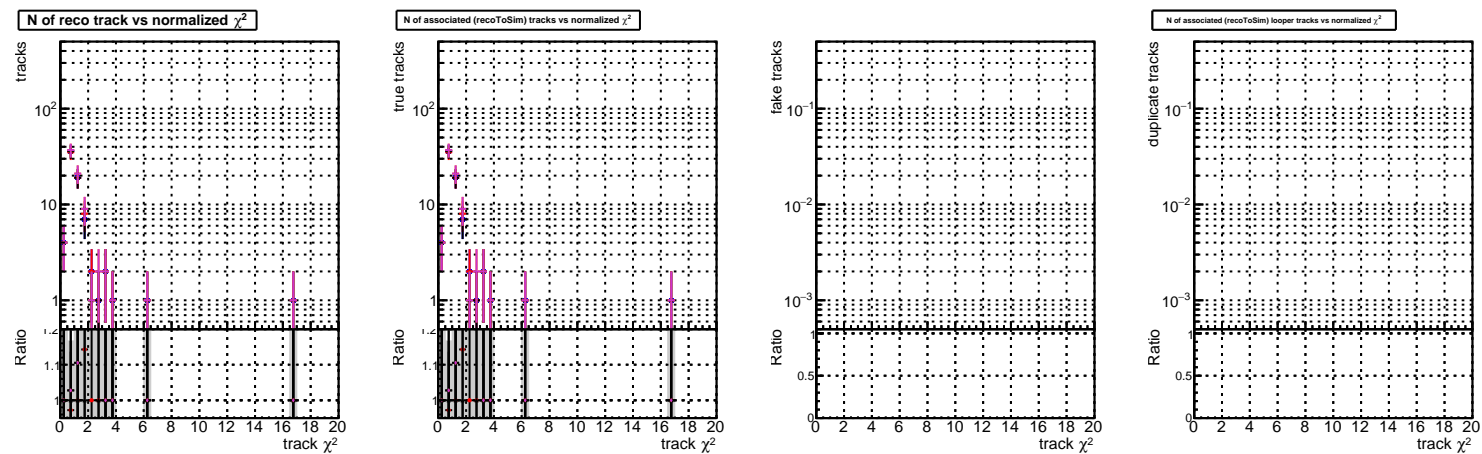 N of reco track vs normalized χ²
tracks
10²
10
1
Ratio
1.2
1.1
1
0 2 4 6 8 10 12 14 16 18 20
track χ²
N of associated (recoToSim) tracks vs normalized χ²
true tracks
10²
10
1
Ratio
1.2
1.1
1
0 2 4 6 8 10 12 14 16 18 20
track χ²
fake tracks
10⁻¹
10⁻²
10⁻³
Ratio
1
0.5
0
0 2 4 6 8 10 12 14 16 18 20
track χ²
N of associated (recoToSim) looper tracks vs normalized χ²
duplicate tracks
10⁻¹
10⁻²
10⁻³
Ratio
1
0.5
0
0 2 4 6 8 10 12 14 16 18 20
track χ²